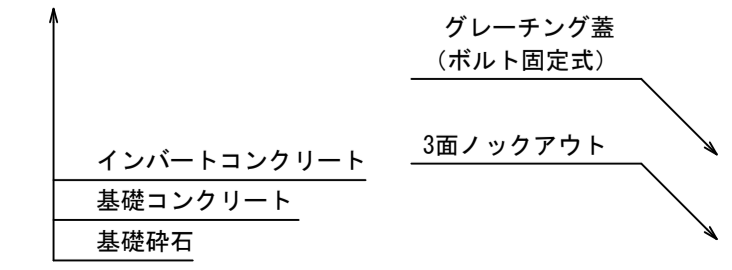 グレーチング蓋
(ボルト固定式)
3面ノックアウト
インバートコンクリート
基礎コンクリート
基礎砕石